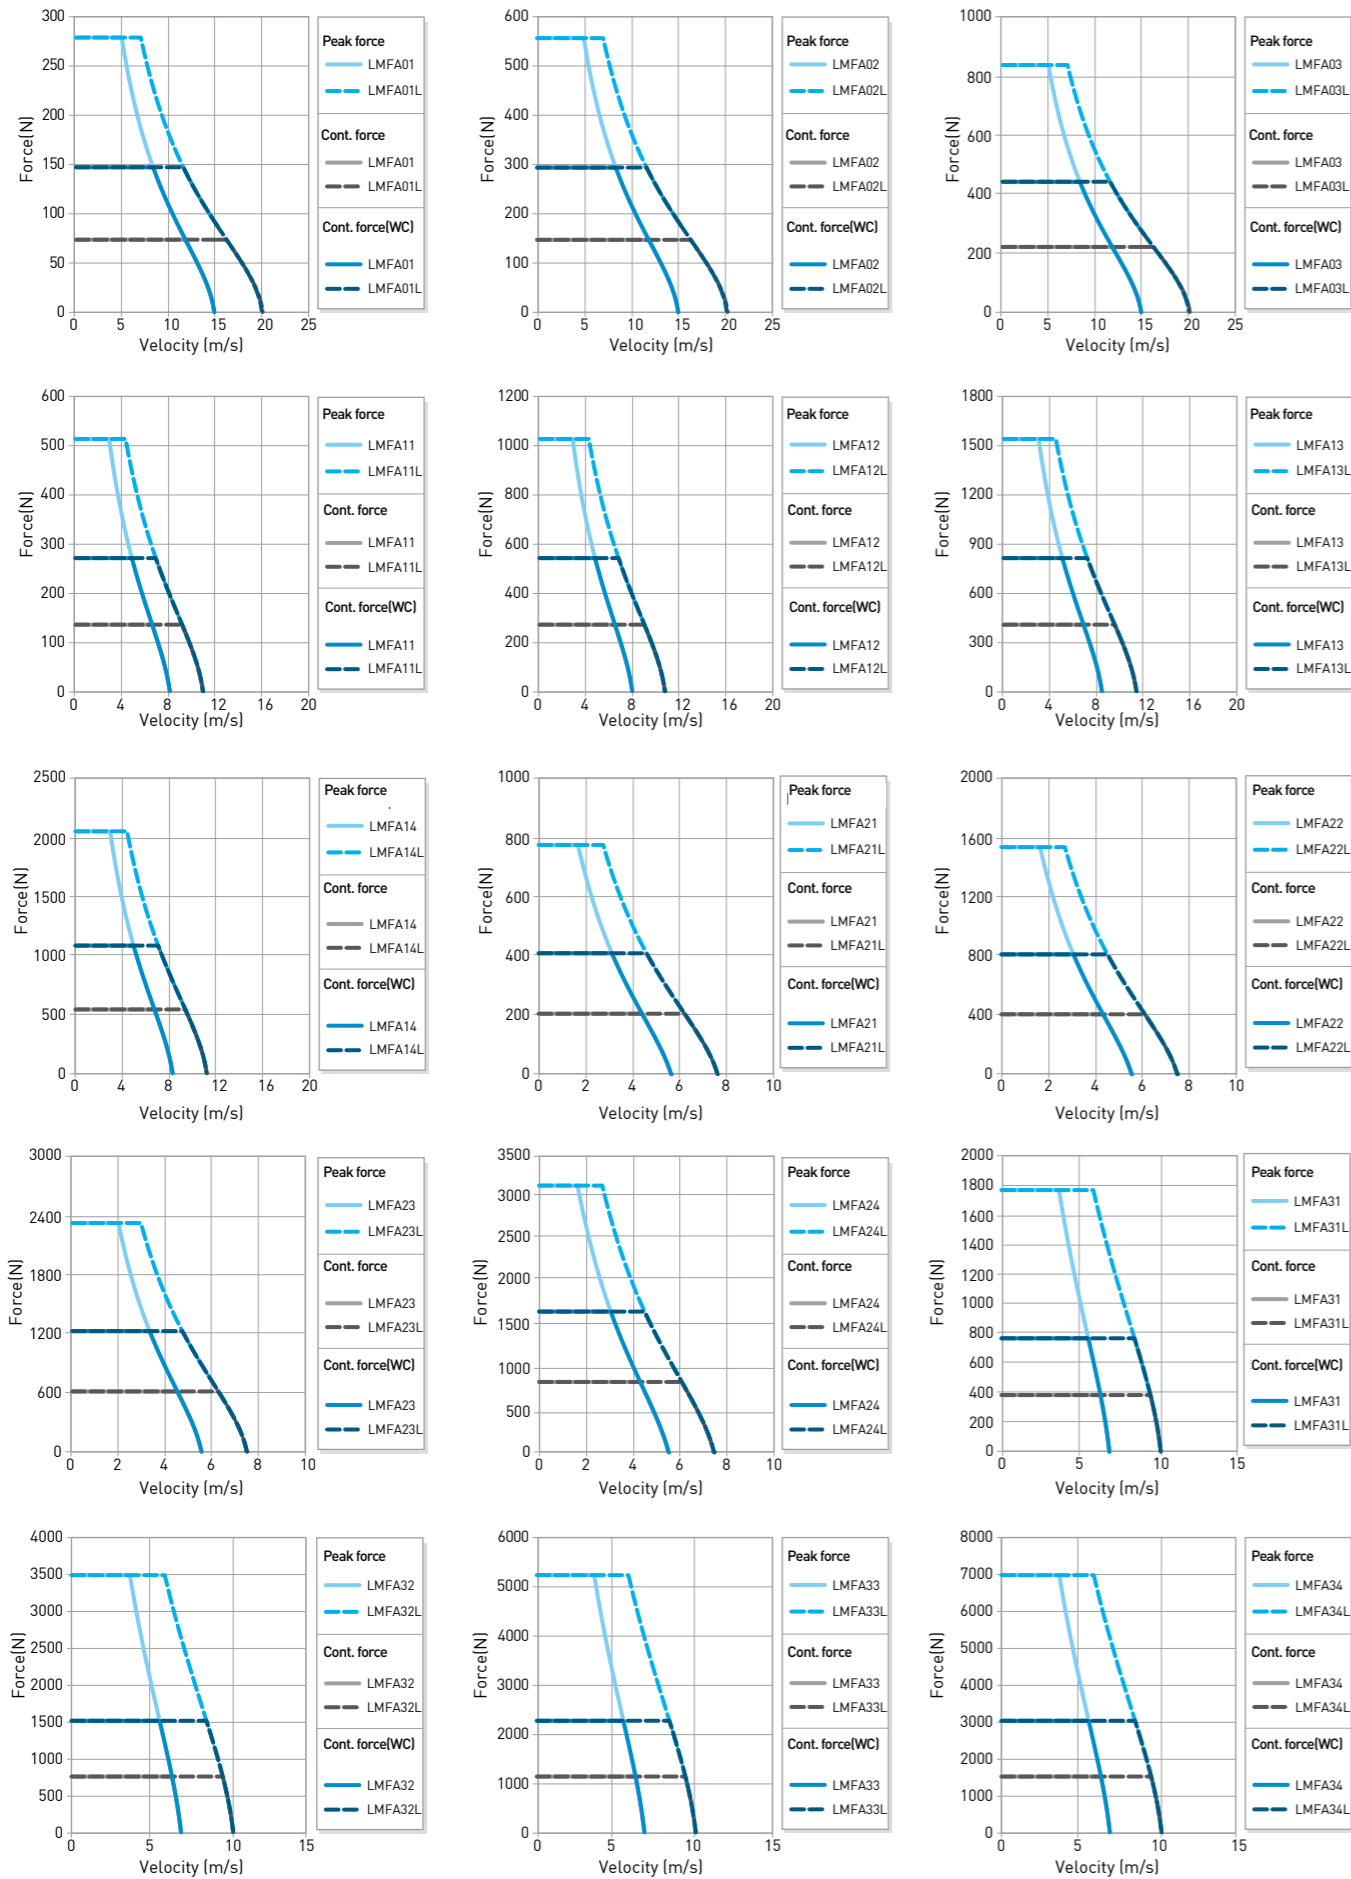 300
250
200
150
100
50
0
0 5 10 15 20 25
Force(N)
Velocity (m/s)
Peak force
LMFA01
LMFA01L
Cont. force
LMFA01
LMFA01L
Cont. force(WC)
LMFA01
LMFA01L
600
500
400
300
200
100
0
0 5 10 15 20 25
Force(N)
Velocity (m/s)
Peak force
LMFA02
LMFA02L
Cont. force
LMFA02
LMFA02L
Cont. force(WC)
LMFA02
LMFA02L
1000
800
600
400
200
0
0 5 10 15 20 25
Force(N)
Velocity (m/s)
Peak force
LMFA03
LMFA03L
Cont. force
LMFA03
LMFA03L
Cont. force(WC)
LMFA03
LMFA03L
600
500
400
300
200
100
0
0 4 8 12 16 20
Force(N)
Velocity (m/s)
Peak force
LMFA11
LMFA11L
Cont. force
LMFA11
LMFA11L
Cont. force(WC)
LMFA11
LMFA11L
1200
1000
800
600
400
200
0
0 4 8 12 16 20
Force(N)
Velocity (m/s)
Peak force
LMFA12
LMFA12L
Cont. force
LMFA12
LMFA12L
Cont. force(WC)
LMFA12
LMFA12L
1800
1500
1200
900
600
300
0
0 4 8 12 16 20
Force(N)
Velocity (m/s)
Peak force
LMFA13
LMFA13L
Cont. force
LMFA13
LMFA13L
Cont. force(WC)
LMFA13
LMFA13L
2500
2000
1500
1000
500
0
0 4 8 12 16 20
Force(N)
Velocity (m/s)
Peak force
LMFA14
LMFA14L
Cont. force
LMFA14
LMFA14L
Cont. force(WC)
LMFA14
LMFA14L
1000
800
600
400
200
0
0 2 4 6 8 10
Force(N)
Velocity (m/s)
Peak force
LMFA21
LMFA21L
Cont. force
LMFA21
LMFA21L
Cont. force(WC)
LMFA21
LMFA21L
2000
1600
1200
800
400
0
0 2 4 6 8 10
Force(N)
Velocity (m/s)
Peak force
LMFA22
LMFA22L
Cont. force
LMFA22
LMFA22L
Cont. force(WC)
LMFA22
LMFA22L
3000
2400
1800
1200
600
0
0 2 4 6 8 10
Force(N)
Velocity (m/s)
Peak force
LMFA23
LMFA23L
Cont. force
LMFA23
LMFA23L
Cont. force(WC)
LMFA23
LMFA23L
3500
3000
2500
2000
1500
1000
500
0
0 2 4 6 8 10
Force(N)
Velocity (m/s)
Peak force
LMFA24
LMFA24L
Cont. force
LMFA24
LMFA24L
Cont. force(WC)
LMFA24
LMFA24L
2000
1800
1600
1400
1200
1000
800
600
400
200
0
0 5 10 15
Force(N)
Velocity (m/s)
Peak force
LMFA31
LMFA31L
Cont. force
LMFA31
LMFA31L
Cont. force(WC)
LMFA31
LMFA31L
4000
3500
3000
2500
2000
1500
1000
500
0
0 5 10 15
Force(N)
Velocity (m/s)
Peak force
LMFA32
LMFA32L
Cont. force
LMFA32
LMFA32L
Cont. force(WC)
LMFA32
LMFA32L
6000
5000
4000
3000
2000
1000
0
0 5 10 15
Force(N)
Velocity (m/s)
Peak force
LMFA33
LMFA33L
Cont. force
LMFA33
LMFA33L
Cont. force(WC)
LMFA33
LMFA33L
8000
7000
6000
5000
4000
3000
2000
1000
0
0 5 10 15
Force(N)
Velocity (m/s)
Peak force
LMFA34
LMFA34L
Cont. force
LMFA34
LMFA34L
Cont. force(WC)
LMFA34
LMFA34L